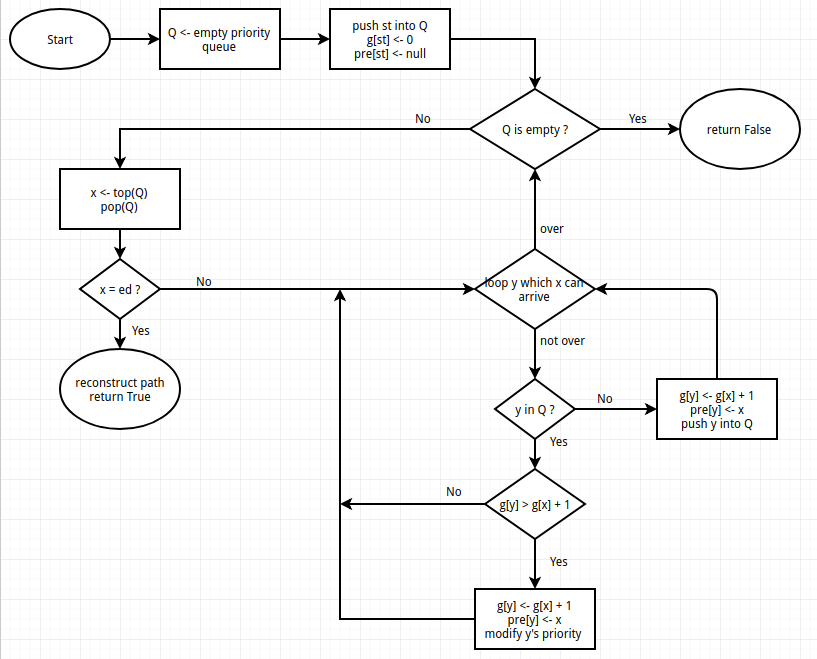 Start
Q <- empty priority
queue
push st into Q
g[st] <- 0
pre[st] <- null
Q is empty ?
No
Yes
return False
x <- top(Q)
pop(Q)
over
x = ed ?
No
loop y which x can
arrive
Yes
not over
reconstruct path
return True
y in Q ?
No
g[y] <- g[x] + 1
pre[y] <- x
push y into Q
Yes
g[y] > g[x] + 1
No
Yes
g[y] <- g[x] + 1
pre[y] <- x
modify y's priority